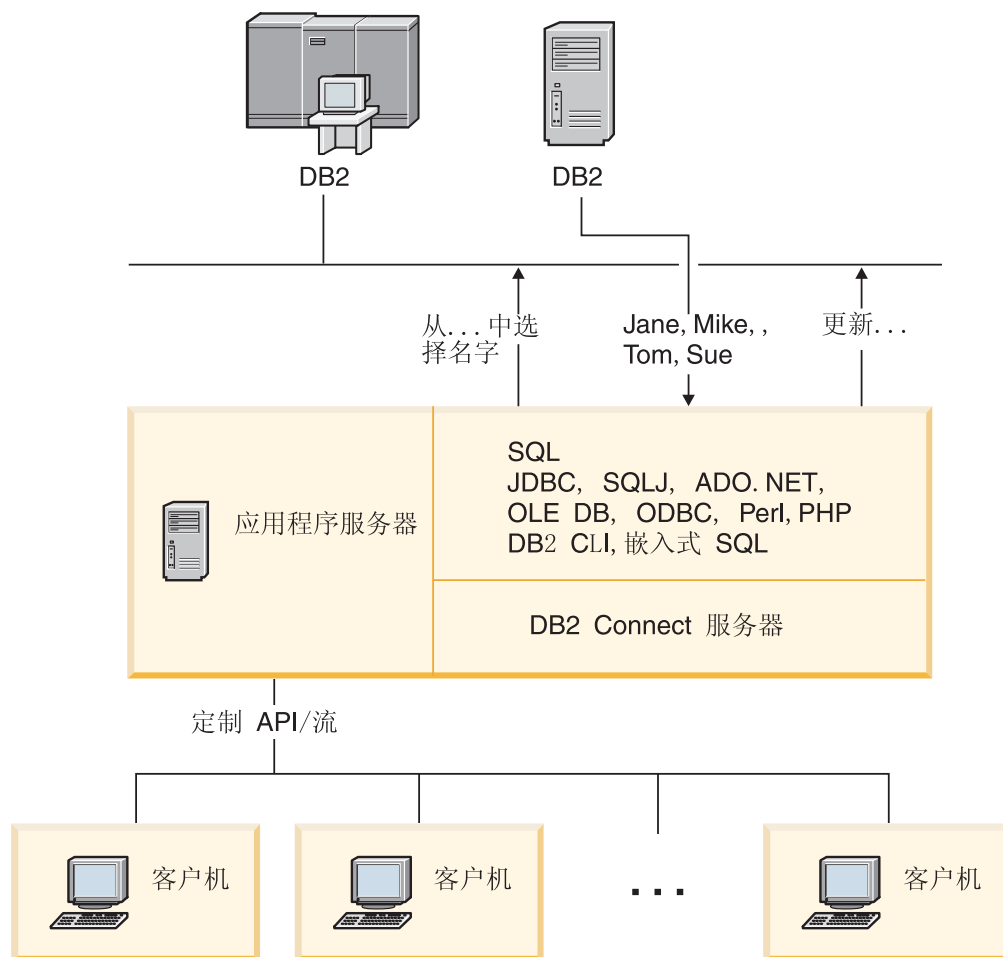 DB2
DB2
从...中选
择名字
Jane, Mike, ,
Tom, Sue
更新...
应用程序服务器
SQL
JDBC, SQLJ, ADO.NET,
OLE DB, ODBC, Perl, PHP
DB2 CLI, 嵌入式 SQL
DB2 Connect 服务器
定制 API/流
客户机
客户机
...
客户机